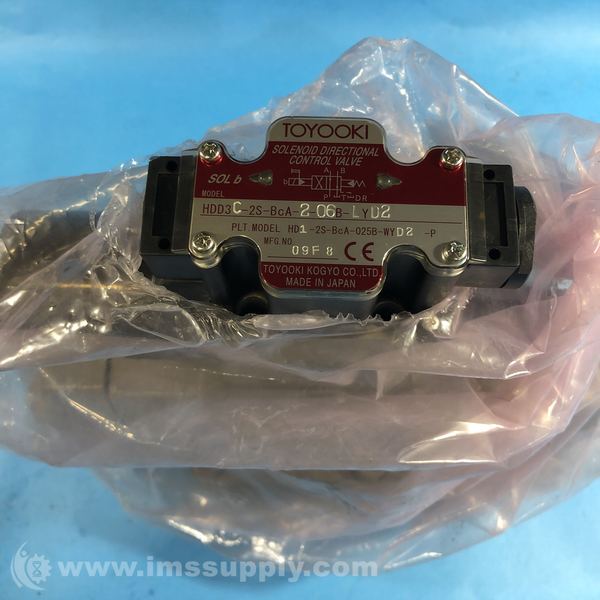 TOYOOKI
SOLENOID DIRECTIONAL
CONTROL VALVE
SOL b
A B
b
P T DR
MODEL
HDD3C-2S-BcA-2-06B-LYD2
PLT.MODEL HD1-2S-BcA-025B-WYD2 -P
MFG.NO.
09F8
TOYOOKI KOGYO CO.,LTD
MADE IN JAPAN
CE
www.imssupply.com/